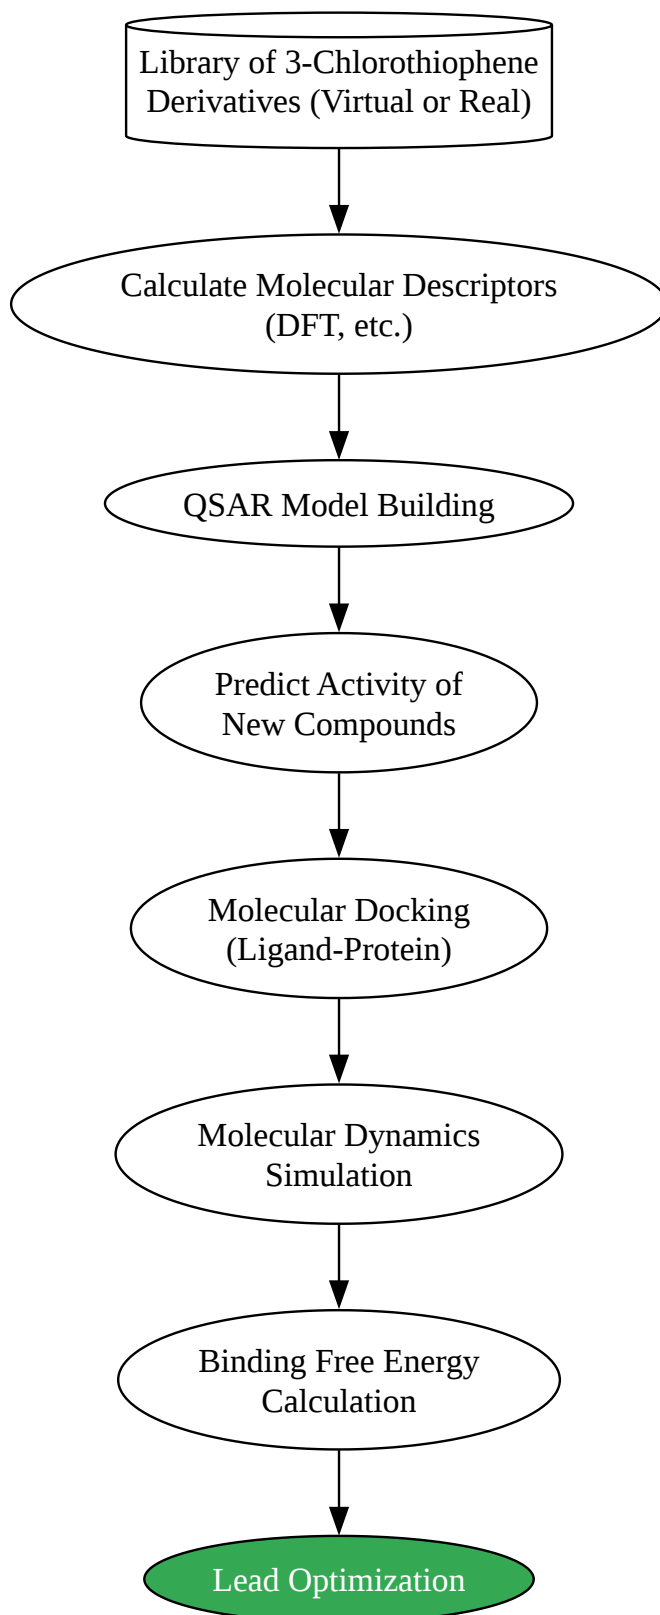 Library of 3-Chlorothiophene
Derivatives (Virtual or Real)
Calculate Molecular Descriptors
(DFT, etc.)
QSAR Model Building
Predict Activity of
New Compounds
Molecular Docking
(Ligand-Protein)
Molecular Dynamics
Simulation
Binding Free Energy
Calculation
Lead Optimization